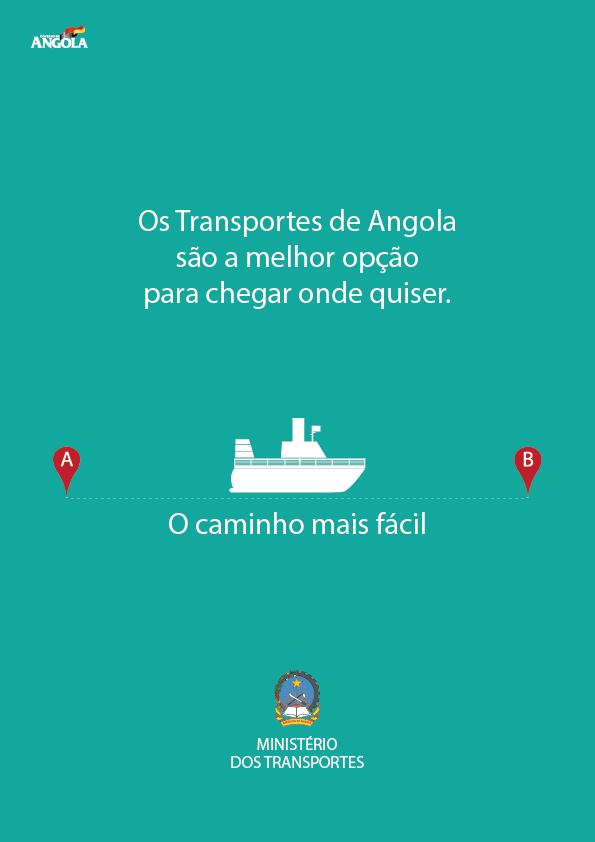 ANGOLA
Os Transportes de Angola
são a melhor opção
para chegar onde quiser.
A
B
O caminho mais fácil
MINISTÉRIO
DOS TRANSPORTES